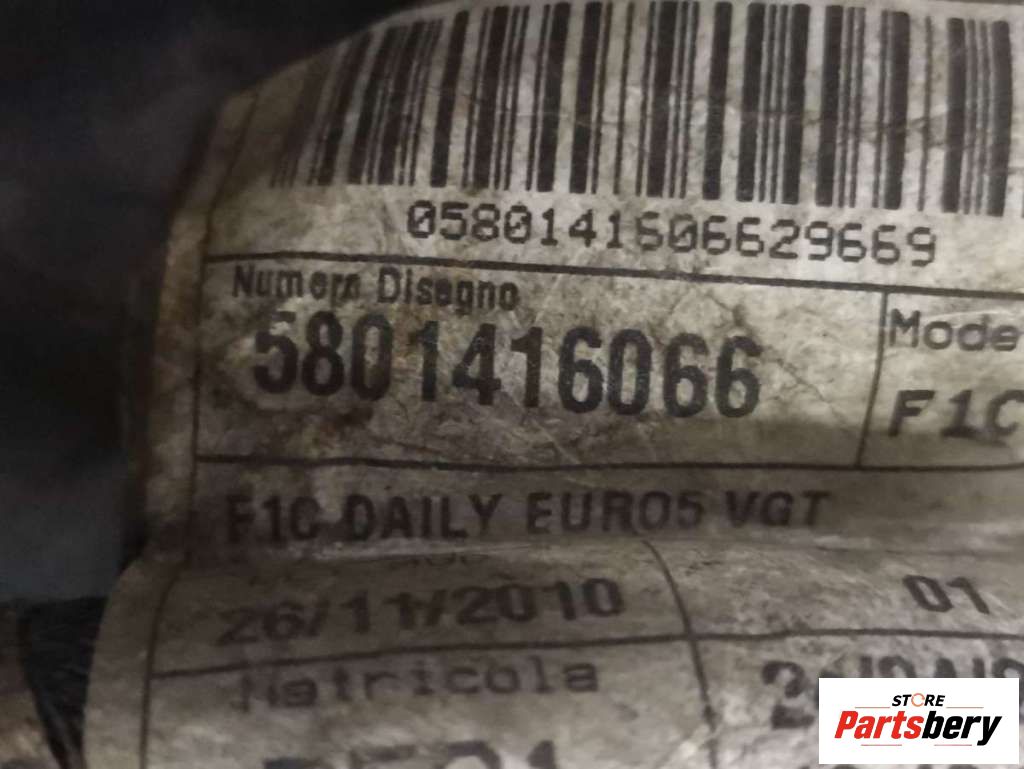 0580141606629669
Numero Disegno
Mode
5801416066
F1C
F1C DAILY EURO5 VGT
26/11/2010
01
Matricola
STORE
Partsbery